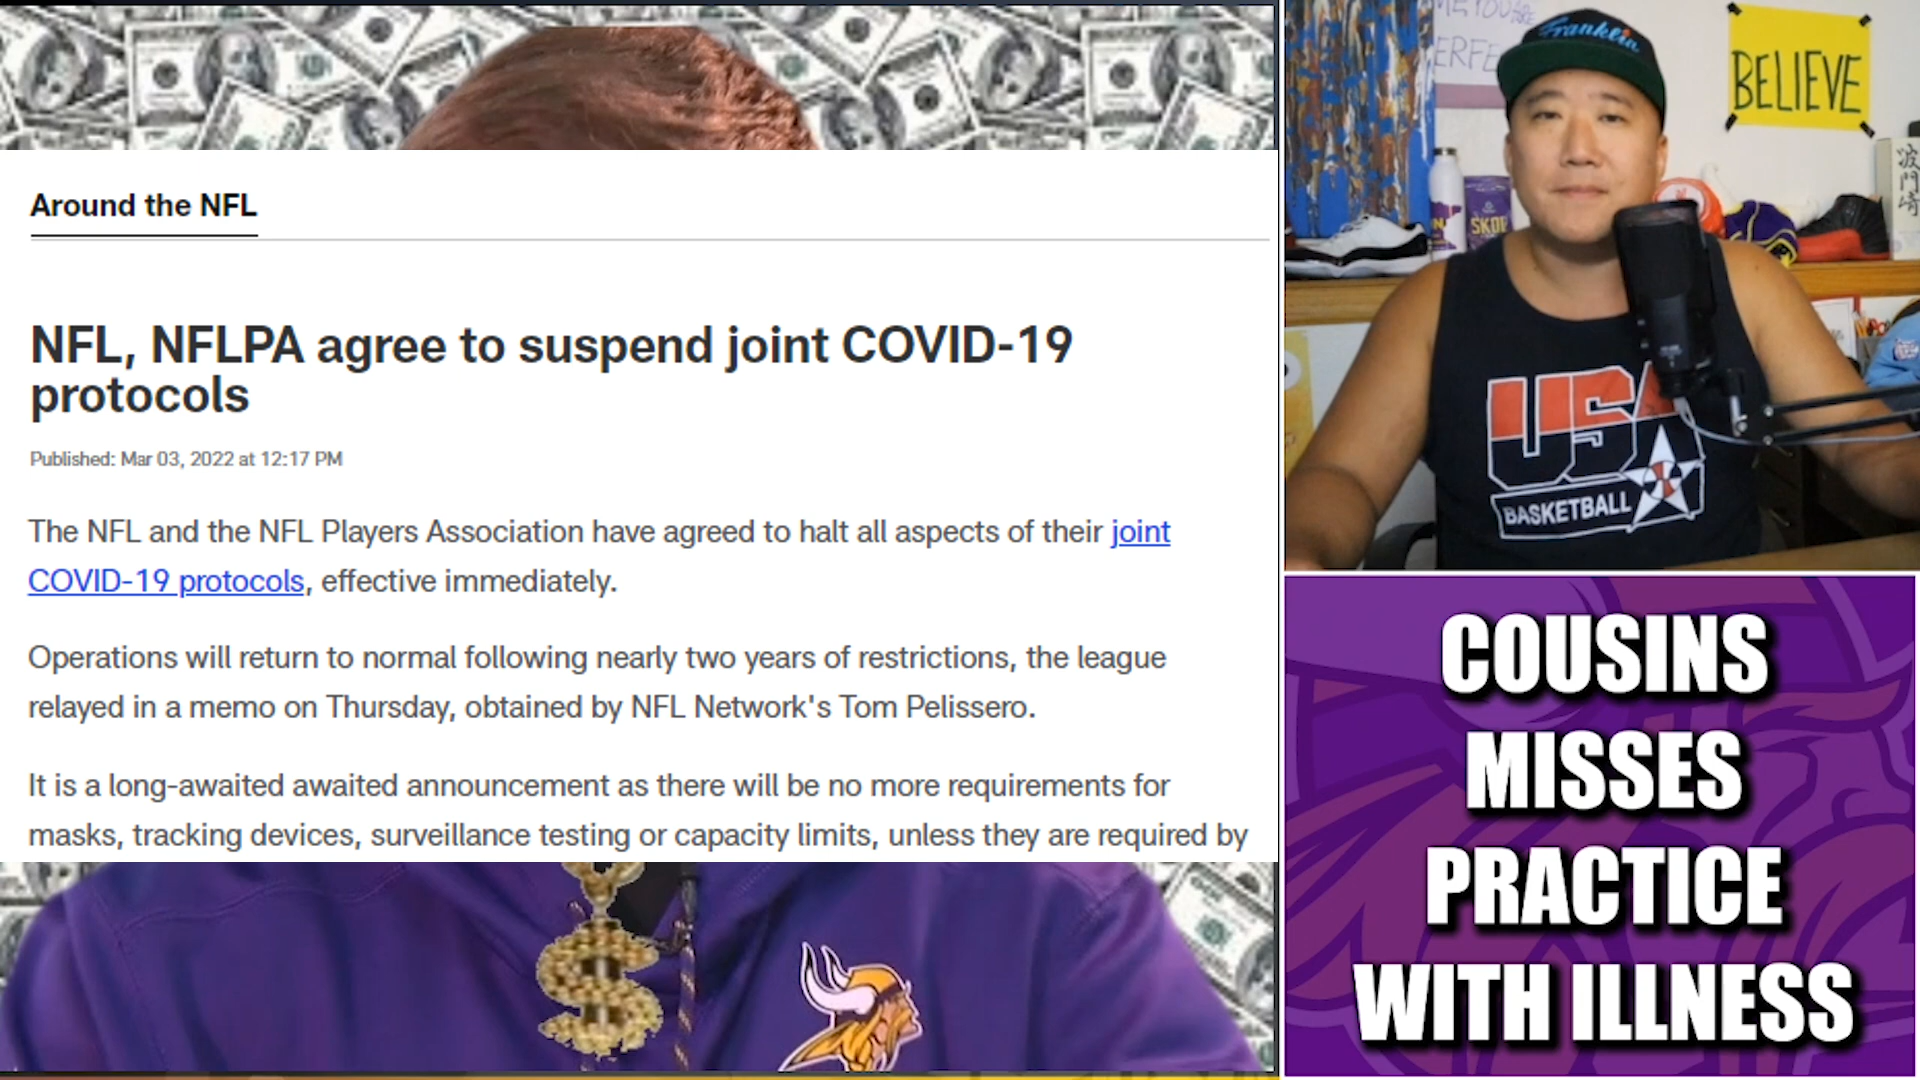 Around the NFL
NFL, NFLPA agree to suspend joint COVID-19
protocols
Published: Mar 03, 2022 at 12:17 PM
The NFL and the NFL Players Association have agreed to halt all aspects of their joint
COVID-19 protocols, effective immediately.
Operations will return to normal following nearly two years of restrictions, the league
relayed in a memo on Thursday, obtained by NFL Network's Tom Pelissero.
It is a long-awaited awaited announcement as there will be no more requirements for
masks, tracking devices, surveillance testing or capacity limits, unless they are required by
Franklin
BELIEVE
SKOL
USA
BASKETBALL
COUSINS
MISSES
PRACTICE
WITH ILLNESS